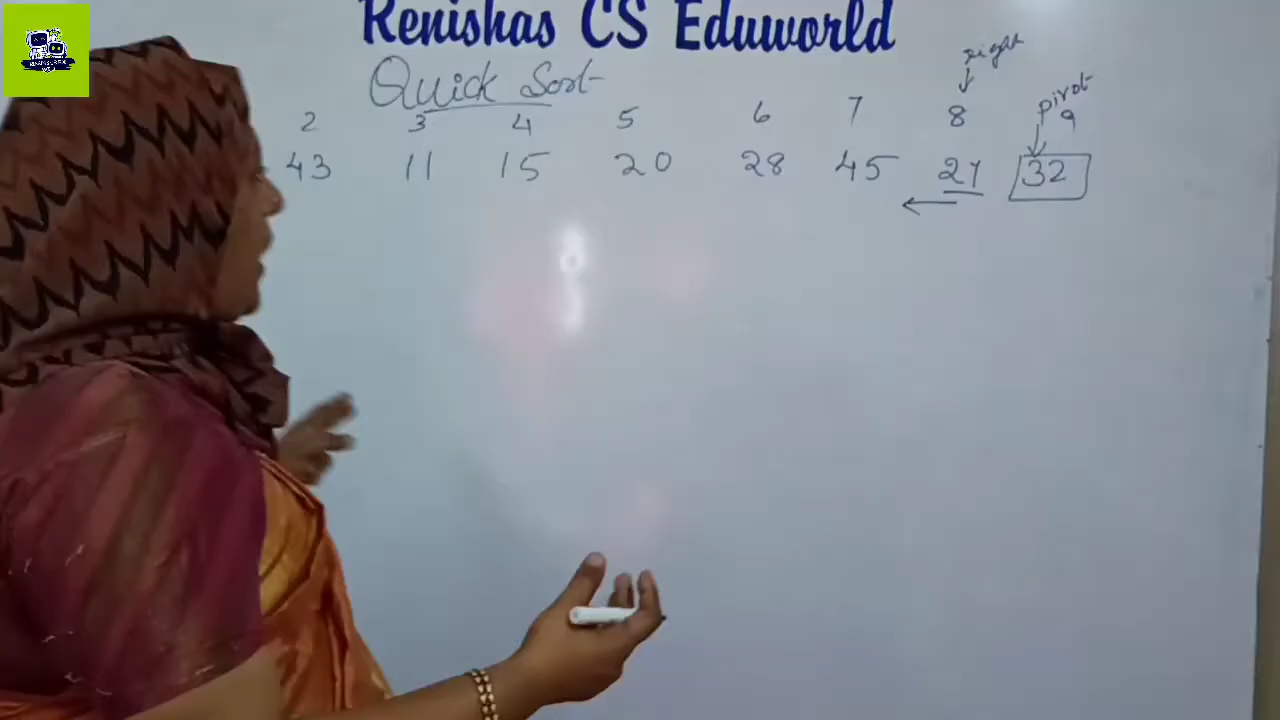 Renishas CS Eduworld
Quick Sort
right
pivot
2 3 4 5 6 7 8 9
43 11 15 20 28 45 27 32